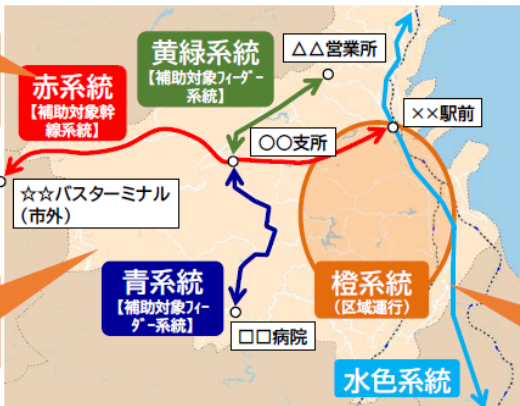 黄緑系統
【補助対象フィーダー
系統】
△△営業所
赤系統
【補助対象幹
線系統】
××駅前
〇〇支所
☆☆バスターミナル
（市外）
青系統
【補助対象フィー
ダー系統】
橙系統
（区域運行）
□□病院
水色系統